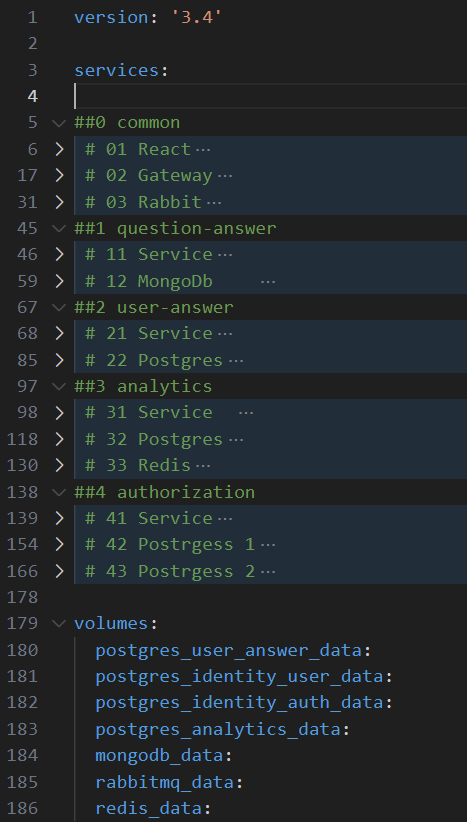 1 version: '3.4'
2
3 services:
4
5 ##0 common
6 # 01 React ···
17 # 02 Gateway ···
31 # 03 Rabbit ···
45 ##1 question-answer
46 # 11 Service ···
59 # 12 MongoDb ···
67 ##2 user-answer
68 # 21 Service ···
85 # 22 Postgres ···
97 ##3 analytics
98 # 31 Service ···
118 # 32 Postgres ···
130 # 33 Redis ···
138 ##4 authorization
139 # 41 Service ···
154 # 42 Postrgess 1 ···
166 # 43 Postrgess 2 ···
178
179 volumes:
180 postgres_user_answer_data:
181 postgres_identity_user_data:
182 postgres_identity_auth_data:
183 postgres_analytics_data:
184 mongodb_data:
185 rabbitmq_data:
186 redis_data: